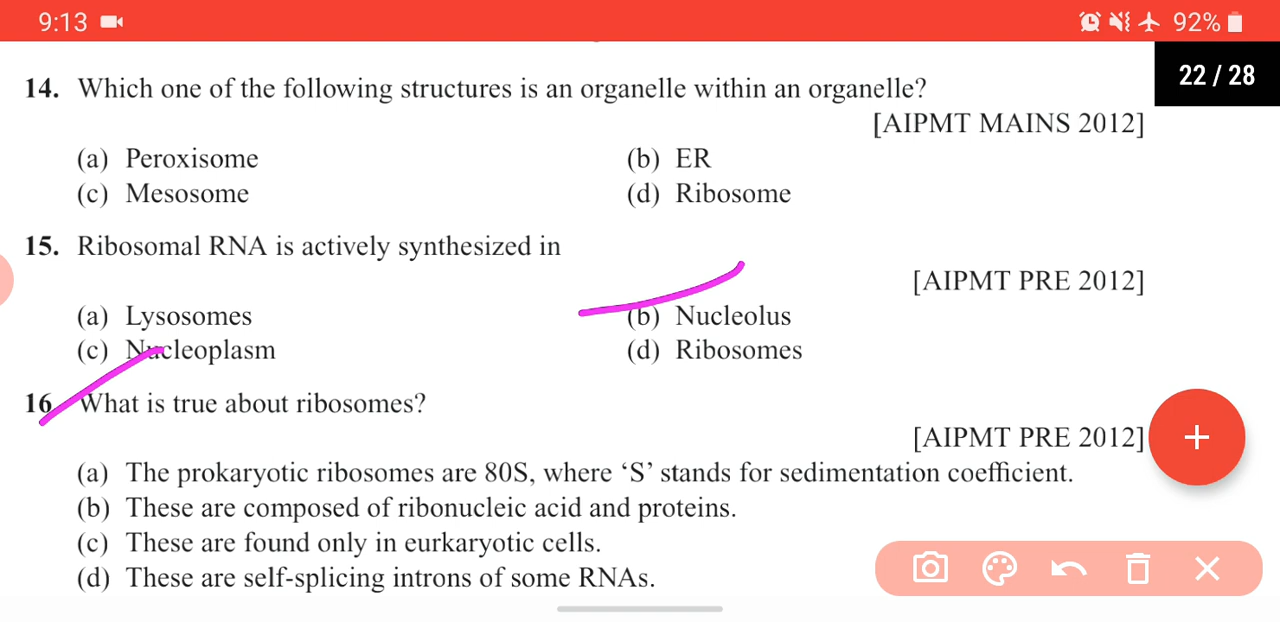 9:13 92%
22 / 28
14. Which one of the following structures is an organelle within an organelle?
[AIPMT MAINS 2012]
(a) Peroxisome (b) ER
(c) Mesosome (d) Ribosome
15. Ribosomal RNA is actively synthesized in
[AIPMT PRE 2012]
(a) Lysosomes (b) Nucleolus
(c) Nucleoplasm (d) Ribosomes
16. What is true about ribosomes?
[AIPMT PRE 2012]
(a) The prokaryotic ribosomes are 80S, where ‘S’ stands for sedimentation coefficient.
(b) These are composed of ribonucleic acid and proteins.
(c) These are found only in eurkaryotic cells.
(d) These are self-splicing introns of some RNAs.